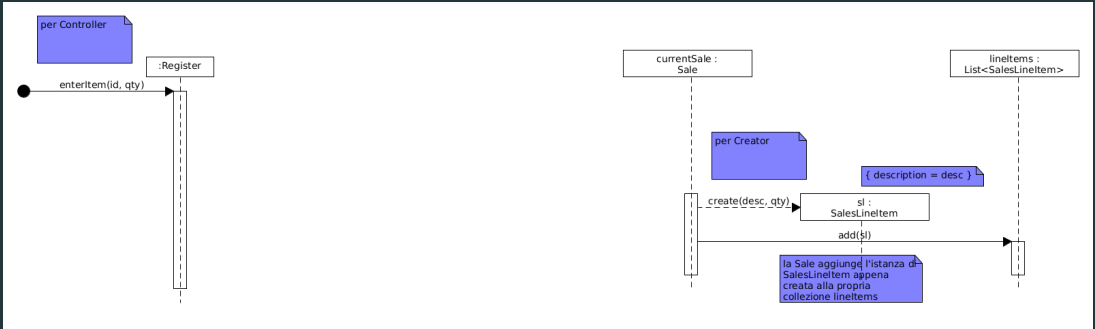 per Controller
:Register
enterItem(id, qty)
currentSale :
Sale
lineItems :
List<SalesLineItem>
per Creator
{ description = desc }
create(desc, qty)
sl :
SalesLineItem
add(sl)
la Sale aggiunge l'istanza di
SalesLineItem appena
creata alla propria
collezione lineItems